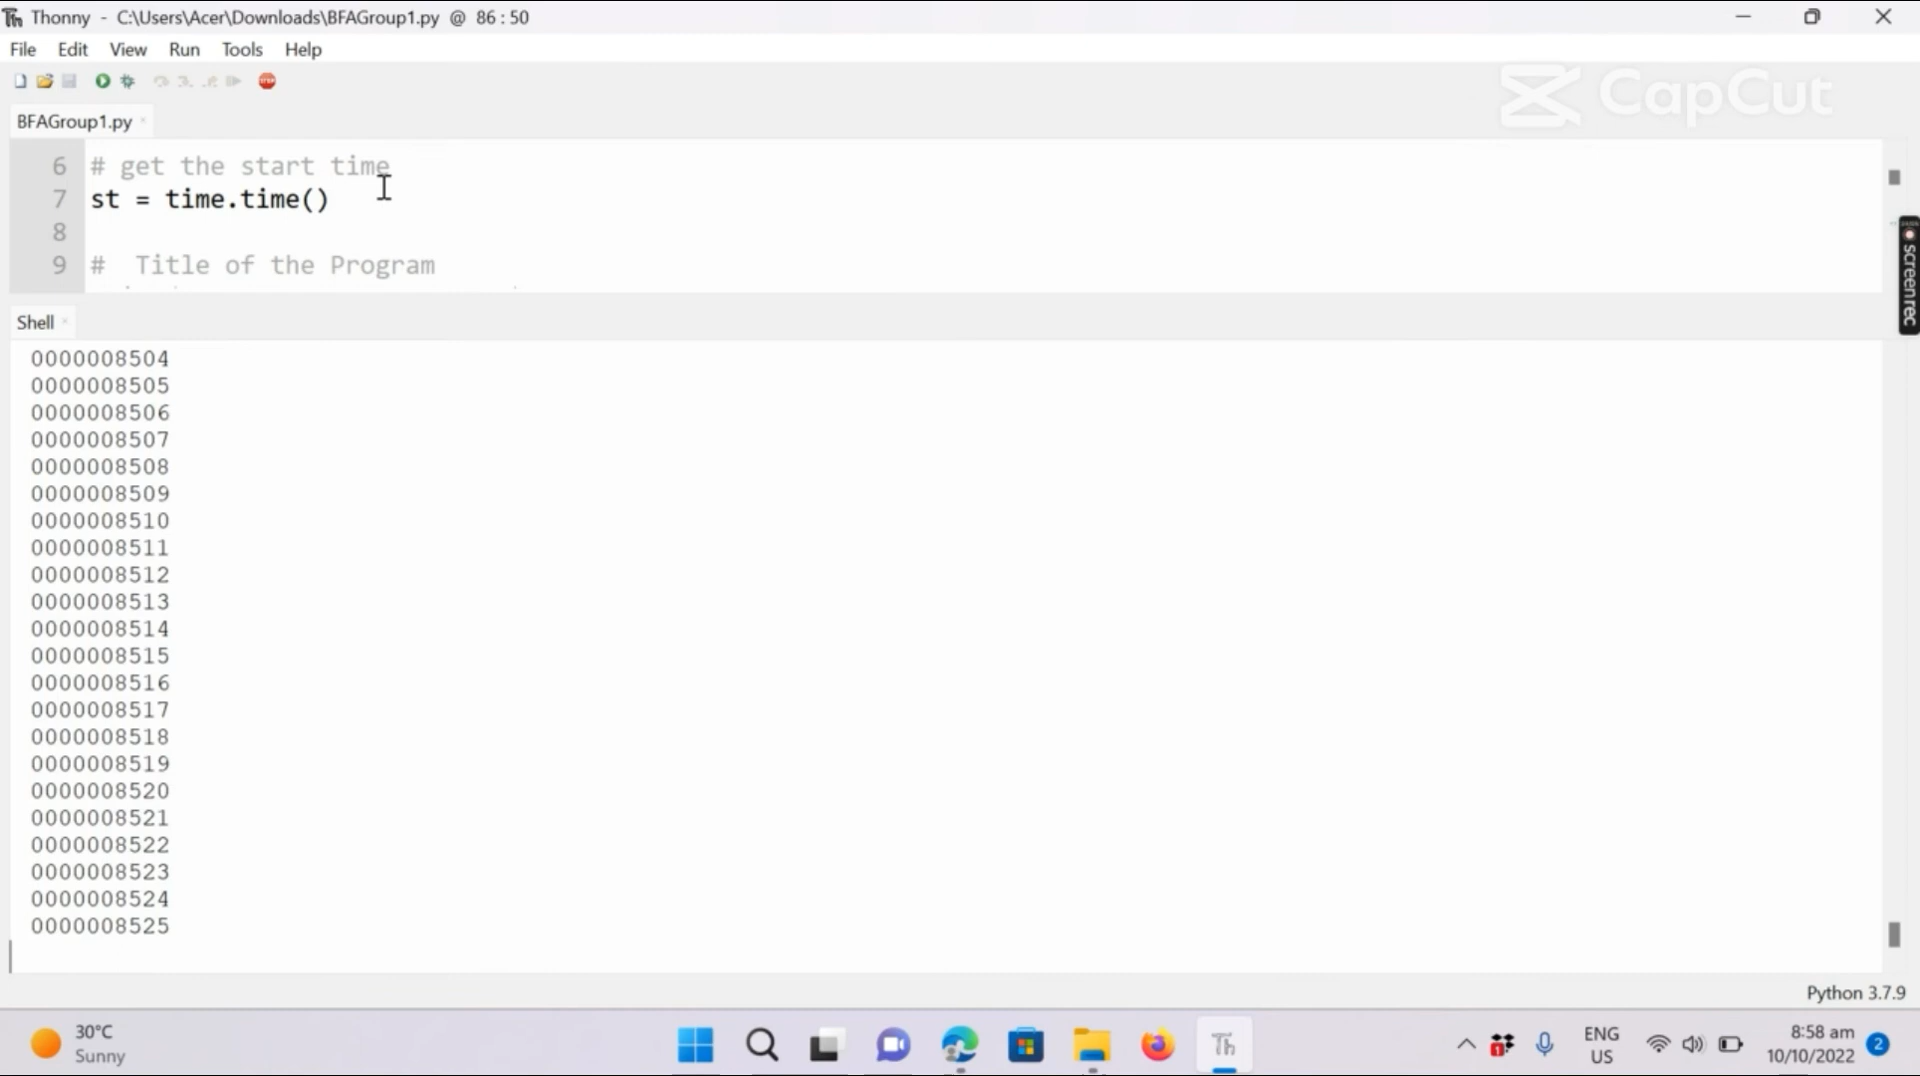 Th Thonny - C:\Users\Acer\Downloads\BFAGroup1.py @ 86:50
File Edit View Run Tools Help
CapCut
BFAGroup1.py
6 # get the start time
7 st = time.time()
8
9 #  Title of the Program
screenrec
Shell
0000008504
0000008505
0000008506
0000008507
0000008508
0000008509
0000008510
0000008511
0000008512
0000008513
0000008514
0000008515
0000008516
0000008517
0000008518
0000008519
0000008520
0000008521
0000008522
0000008523
0000008524
0000008525
Python 3.7.9
30°C
Sunny
Th
1
ENG
US
8:58 am
10/10/2022
2